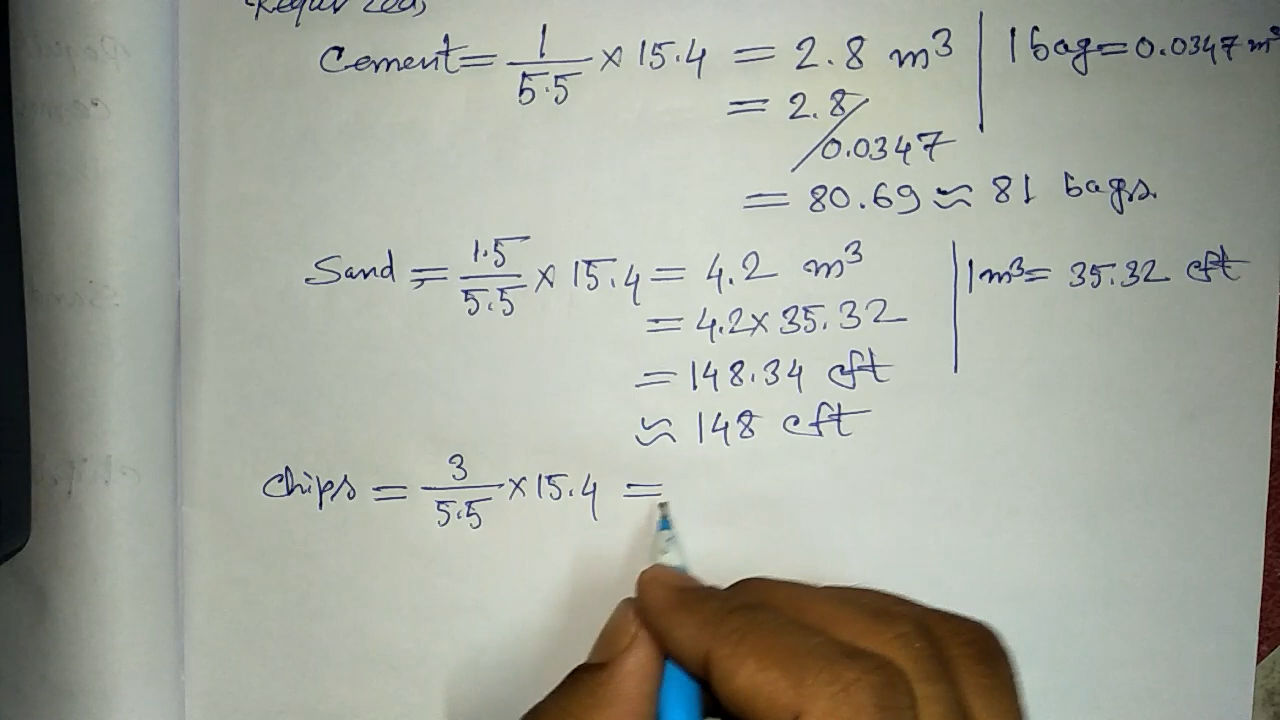 Required,
Cement = 1/5.5 × 15.4 = 2.8 m³ | 1 bag = 0.0347 m³
= 2.8/0.0347
= 80.69 ≈ 81 bags.
Sand = 1.5/5.5 × 15.4 = 4.2 m³ | 1m³ = 35.32 cft
= 4.2 × 35.32
= 148.34 cft
≈ 148 cft
Chips = 3/5.5 × 15.4 =